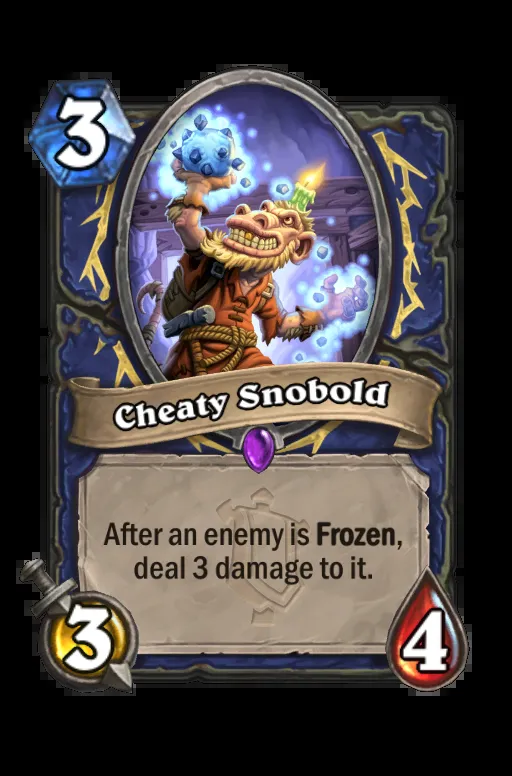 3
Cheaty Snobold
After an enemy is Frozen,
deal 3 damage to it.
3
4